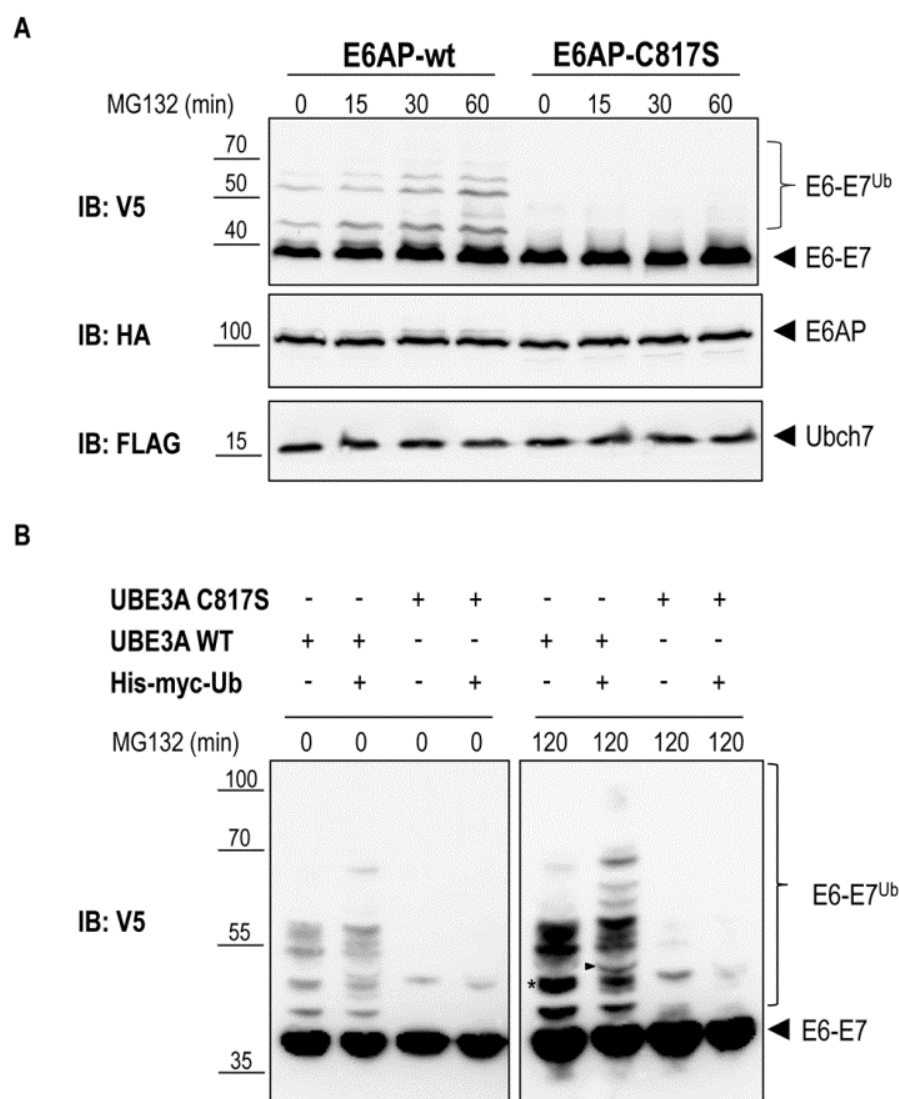 A
E6AP-wt E6AP-C817S
MG132 (min) 0 15 30 60 0 15 30 60
70
50
40
IB: V5
E6-E7Ub
E6-E7
IB: HA 100 E6AP
IB: FLAG 15 Ubch7
B
UBE3A C817S - - + + - - + +
UBE3A WT + + - - + + - -
His-myc-Ub - + - + - + - +
MG132 (min) 0 0 0 0 120 120 120 120
100
70
55
35
IB: V5
*
E6-E7Ub
E6-E7